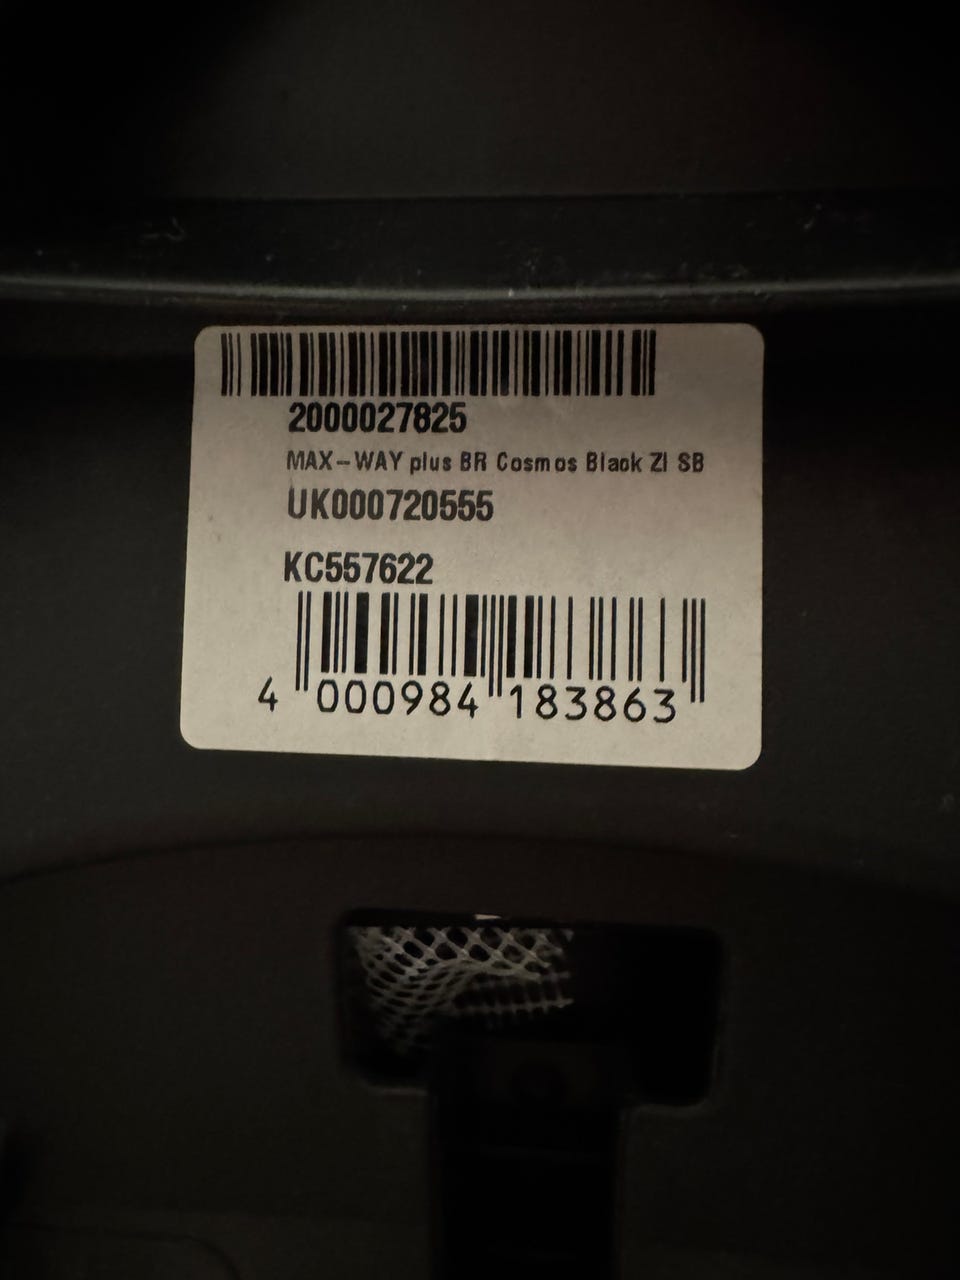 2000027825
MAX-WAY plus BR Cosmos Black ZI SB
UK000720555
KC557622
4 000984 183863